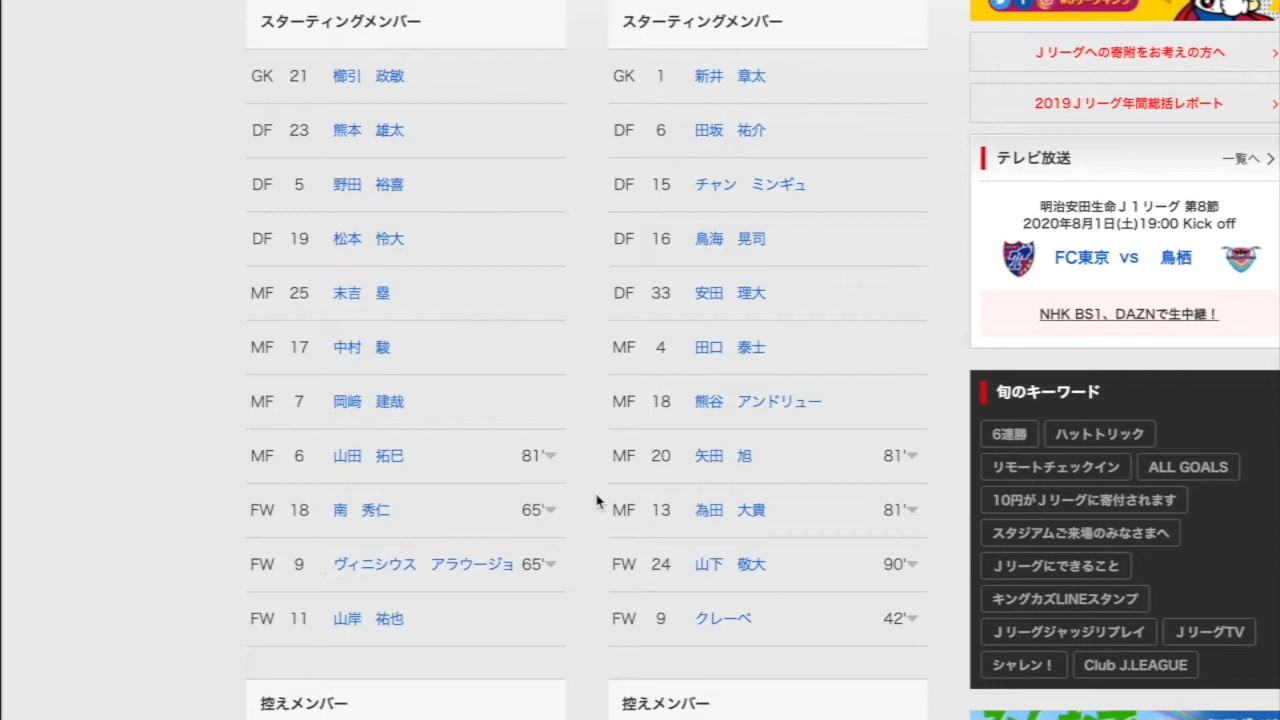 スターティングメンバー
GK 21 櫛引 政敏
DF 23 熊本 雄太
DF 5 野田 裕喜
DF 19 松本 怜大
MF 25 末吉 塁
MF 17 中村 駿
MF 7 岡﨑 建哉
MF 6 山田 拓巳 81'
FW 18 南 秀仁 65'
FW 9 ヴィニシウス アラウージョ 65'
FW 11 山岸 祐也
控えメンバー
スターティングメンバー
GK 1 新井 章太
DF 6 田坂 祐介
DF 15 チャン ミンギュ
DF 16 鳥海 晃司
DF 33 安田 理大
MF 4 田口 泰士
MF 18 熊谷 アンドリュー
MF 20 矢田 旭 81'
MF 13 為田 大貴 81'
FW 24 山下 敬大 90'
FW 9 クレーベ 42'
控えメンバー
Jリーグへの寄附をお考えの方へ
2019Jリーグ年間総括レポート
テレビ放送 一覧へ
明治安田生命J1リーグ 第8節
2020年8月1日(土)19:00 Kick off
FC東京 vs 鳥栖
NHK BS1、DAZNで生中継！
旬のキーワード
6連勝 ハットトリック
リモートチェックイン ALL GOALS
10円がJリーグに寄付されます
スタジアムご来場のみなさまへ
Jリーグにできること
キングカズLINEスタンプ
Jリーグジャッジリプレイ JリーグTV
シャレン！ Club J.LEAGUE